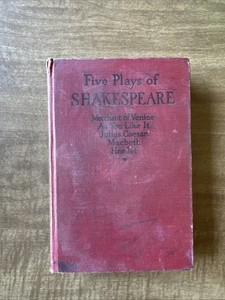 Five Plays of
SHAKESPEARE
Merchant of Venice
As You Like It
Julius Caesar
Macbeth
Hamlet